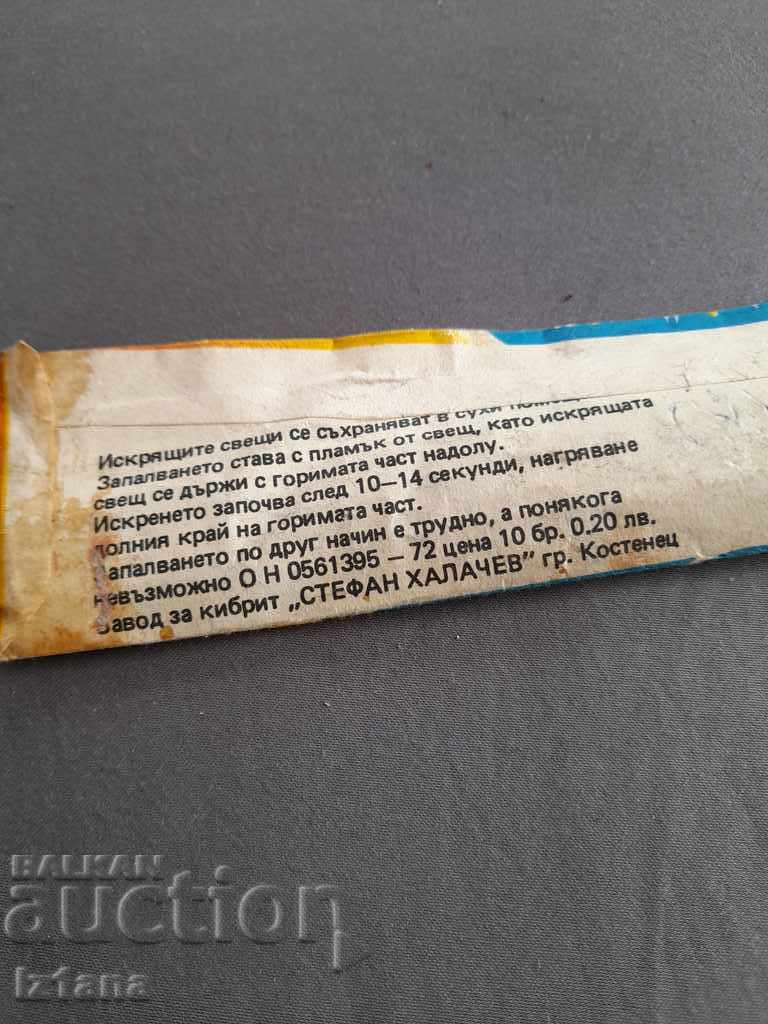 Искрящите свещи се съхраняват в сухи
Запалването става с пламък от свещ, като искрящата
свещ се държи с горимата част надолу.
Искренето започва след 10–14 секунди, нагряване
долния край на горимата част.
Запалването по друг начин е трудно, а понякога
невъзможно О Н 0561395 – 72 цена 10 бр. 0.20 лв.
Завод за кибрит „СТЕФАН ХАЛАЧЕВ" гр. Костенец
BALKAN
auction
Iz1ana